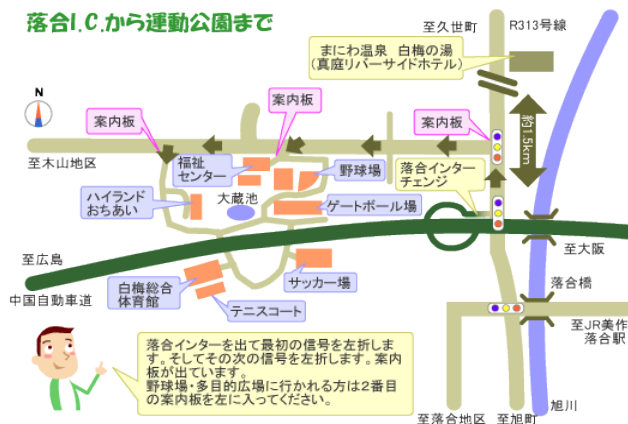 落合I.C.から運動公園まで
至久世町
R313号線
まにわ温泉 白梅の湯
(真庭リバーサイドホテル)
N
案内板
案内板
案内板
約1.5km
至木山地区
福祉
センター
野球場
落合インター
チェンジ
ハイランド
おちあい
大蔵池
ゲートボール場
至広島
中国自動車道
白梅総合
体育館
サッカー場
テニスコート
至大阪
落合橋
至JR美作
落合駅
落合インターを出て最初の信号を左折しま
す。そしてその次の信号を左折します。案内
板が出ています。
野球場・多目的広場に行かれる方は2番目
の案内板を左に入ってください。
至落合地区
至旭町
旭川